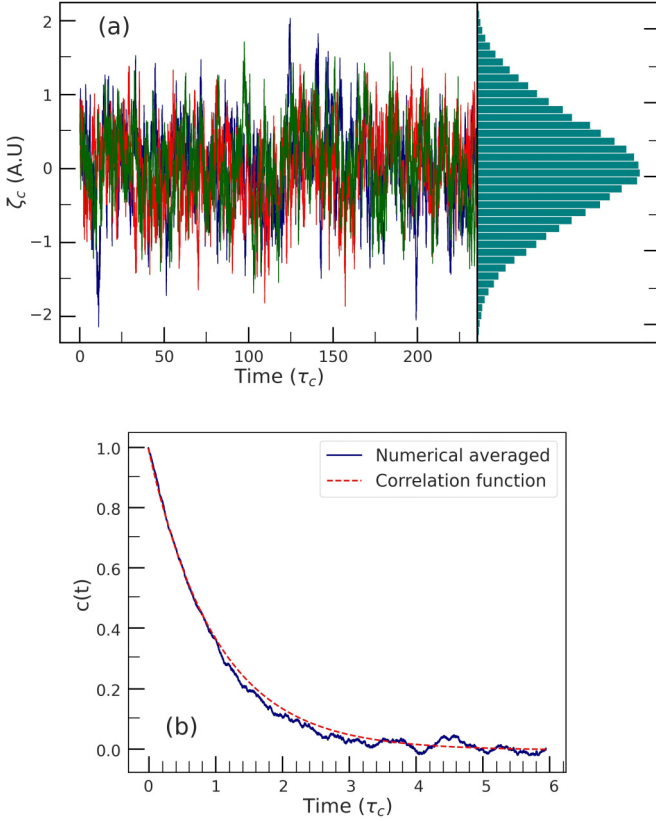 (a)
2
1
0
−1
−2
ζc (A.U)
0
50
100
150
200
Time (τc)
Numerical averaged
Correlation function
1.0
0.8
0.6
0.4
0.2
0.0
c(t)
(b)
0
1
2
3
4
5
6
Time (τc)